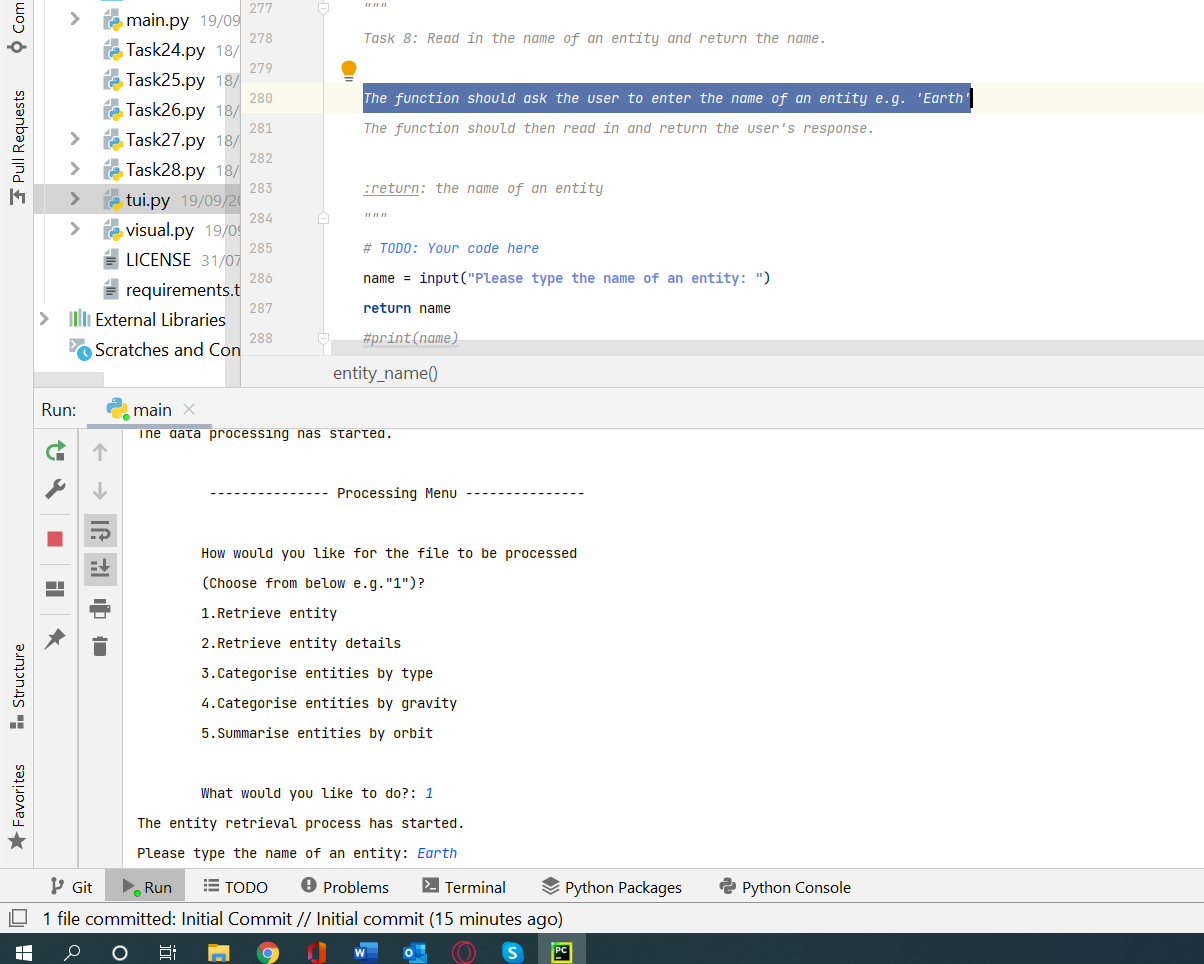 Com
Pull Requests
Structure
Favorites
main.py 19/09
Task24.py 18/
Task25.py 18/
Task26.py 18/
Task27.py 18/
Task28.py 18/
tui.py 19/09/20
visual.py 19/09
LICENSE 31/07
requirements.t
External Libraries
Scratches and Con
277 """
278 Task 8: Read in the name of an entity and return the name.
279
280 The function should ask the user to enter the name of an entity e.g. 'Earth'
281 The function should then read in and return the user's response.
282
283 :return: the name of an entity
284 """
285 # TODO: Your code here
286 name = input("Please type the name of an entity: ")
287 return name
288 #print(name)
entity_name()
Run: main
The data processing has started.
--------------- Processing Menu ---------------
How would you like for the file to be processed
(Choose from below e.g."1")?
1.Retrieve entity
2.Retrieve entity details
3.Categorise entities by type
4.Categorise entities by gravity
5.Summarise entities by orbit
What would you like to do?: 1
The entity retrieval process has started.
Please type the name of an entity: Earth
Git Run TODO Problems Terminal Python Packages Python Console
1 file committed: Initial Commit // Initial commit (15 minutes ago)
W O S PC